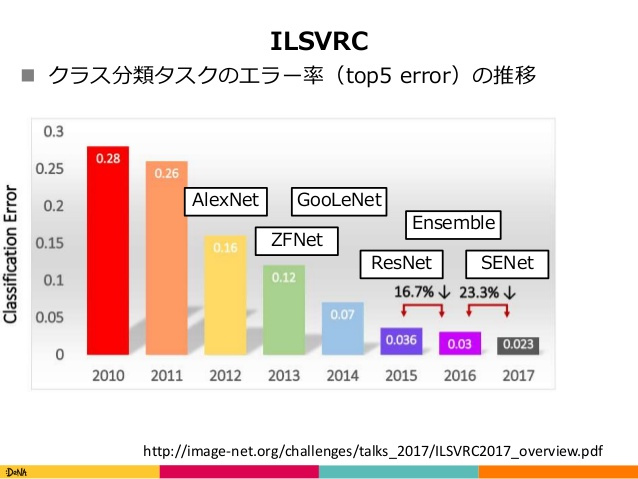 ILSVRC
■ クラス分類タスクのエラー率（top5 error）の推移
Classification Error
0.3
0.25
0.2
0.15
0.1
0.05
0
0.28
0.26
0.16
0.12
0.07
0.036
0.03
0.023
AlexNet
ZFNet
GooLeNet
ResNet
Ensemble
SENet
16.7% ↓
23.3% ↓
2010 2011 2012 2013 2014 2015 2016 2017
http://image-net.org/challenges/talks_2017/ILSVRC2017_overview.pdf
:DeNA